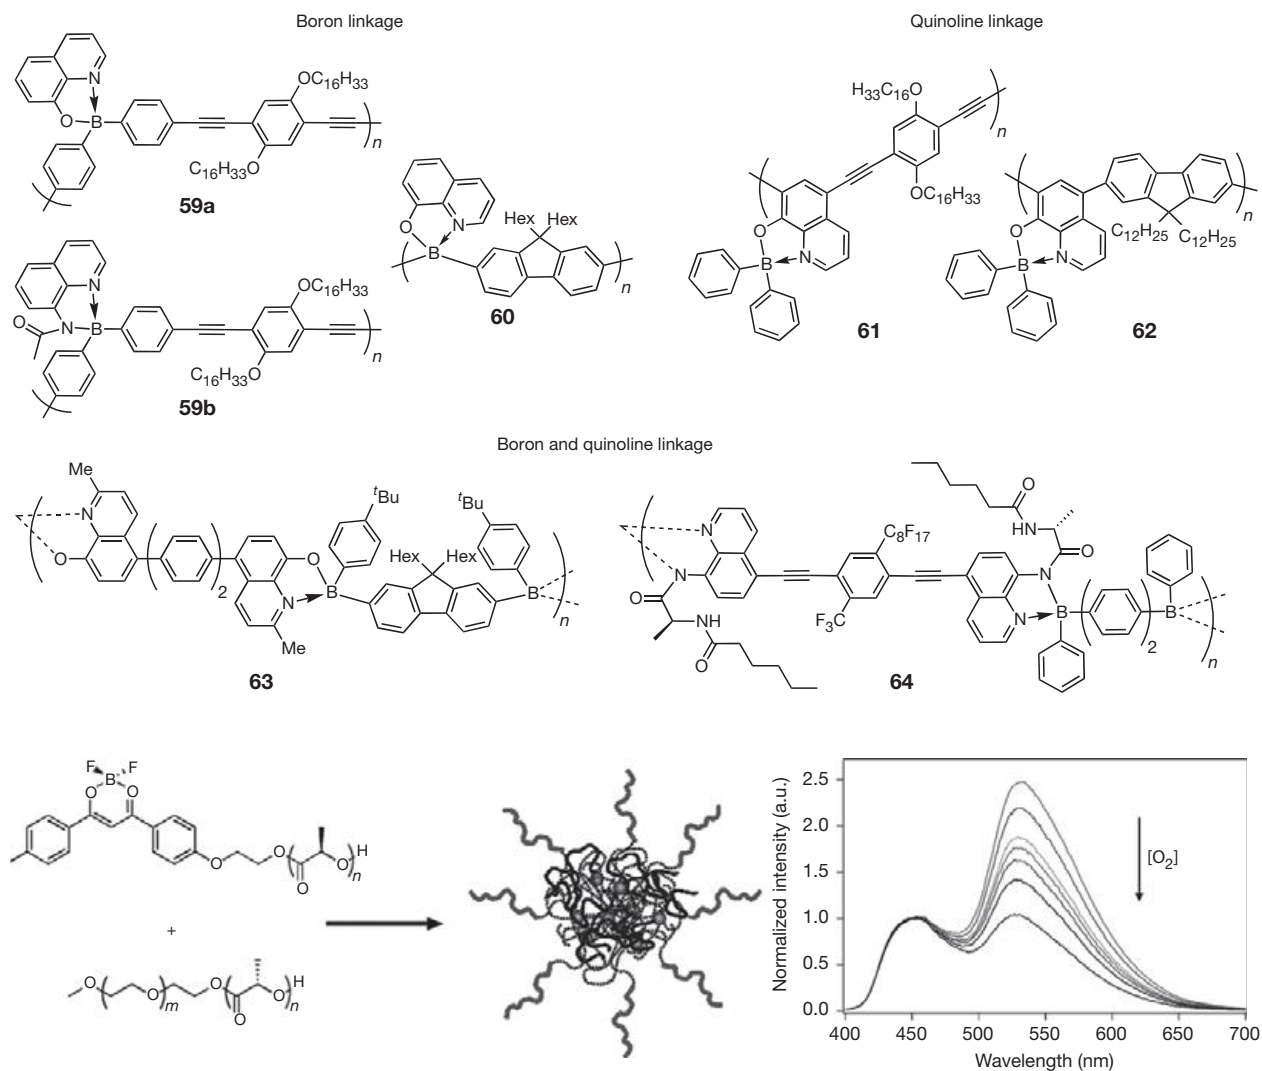 Boron linkage
Quinoline linkage
N
O
B
OC16H33
C16H33O
n
59a
N
O
N
B
OC16H33
C16H33O
n
59b
O
N
B
Hex Hex
n
60
H33C16O
n
O
B
N
OC16H33
61
O
B
N
C12H25 C12H25
n
62
Boron and quinoline linkage
Me
N
O
2
O
N
B
Me
tBu
Hex Hex
tBu
B
n
63
N
N
O
NH
O
C8F17
F3C
O
HN
O
N
N
B
2
B
n
64
F F
B
O O
O
O
O
O
H
n
+
O
O
m
O
O
O
H
n
Normalized intensity (a.u.)
2.5
2.0
1.5
1.0
0.5
0.0
[O2]
400 450 500 550 600 650 700
Wavelength (nm)